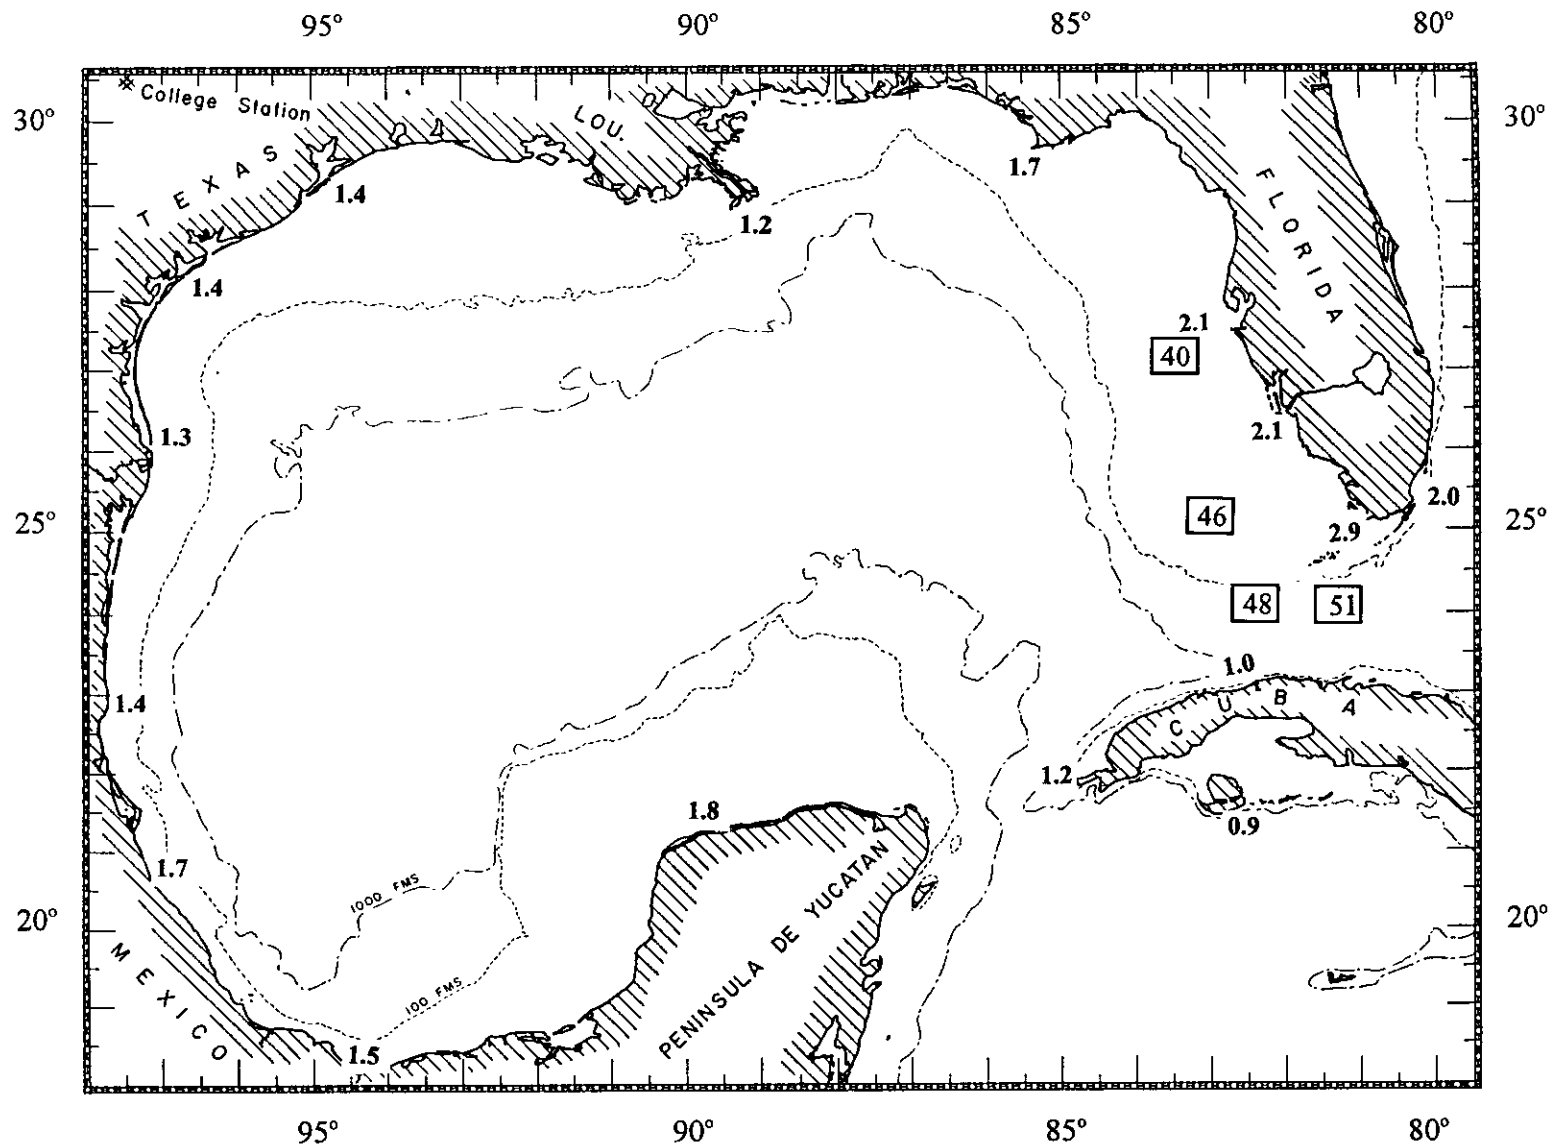 95° 90° 85° 80°
College Station
LOU.
30° 30°
TEXAS
1.4
1.7
FLORIDA
1.2
1.4
2.1
40
1.3
2.1
46
2.0
25° 25°
2.9
48 51
1.0
1.4
CUBA
1.2
1.8
0.9
1.7
1000 FMS
PENINSULA DE YUCATAN
20° 20°
MEXICO
100 FMS
1.5
95° 90° 85° 80°